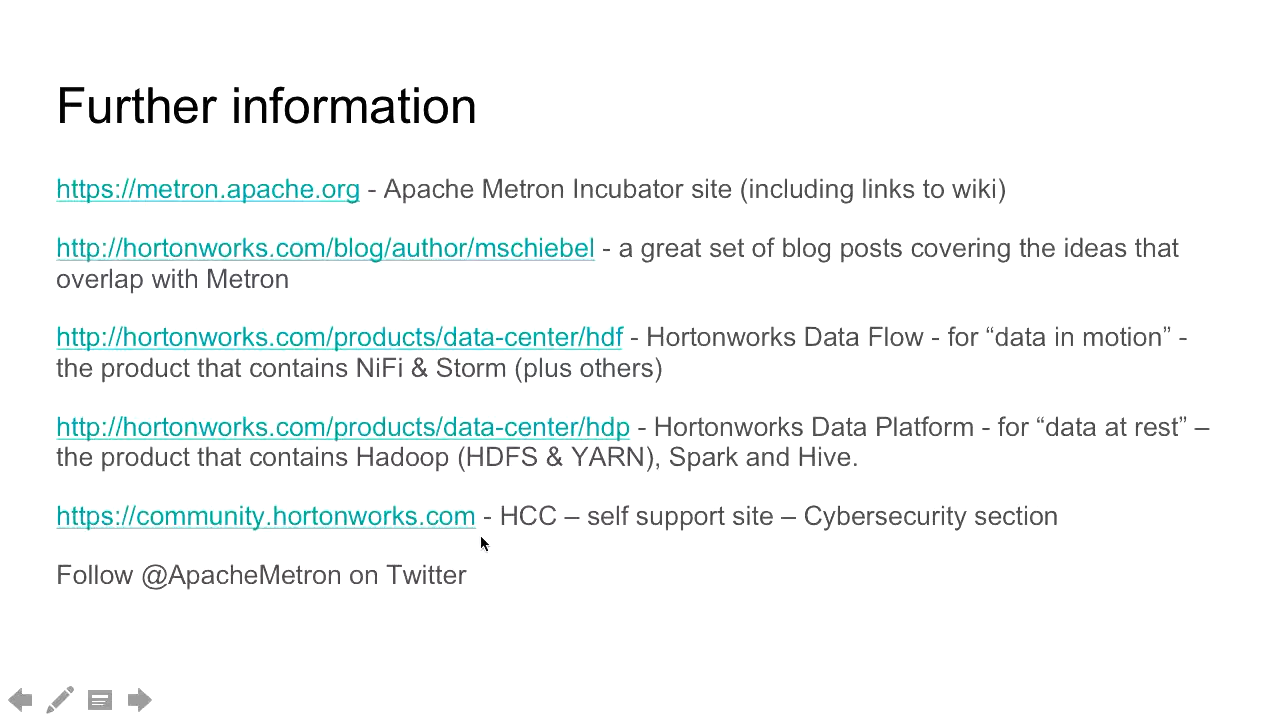 Further information
https://metron.apache.org - Apache Metron Incubator site (including links to wiki)
http://hortonworks.com/blog/author/mschiebel - a great set of blog posts covering the ideas that
overlap with Metron
http://hortonworks.com/products/data-center/hdf - Hortonworks Data Flow - for “data in motion” -
the product that contains NiFi & Storm (plus others)
http://hortonworks.com/products/data-center/hdp - Hortonworks Data Platform - for “data at rest” –
the product that contains Hadoop (HDFS & YARN), Spark and Hive.
https://community.hortonworks.com - HCC – self support site – Cybersecurity section
Follow @ApacheMetron on Twitter